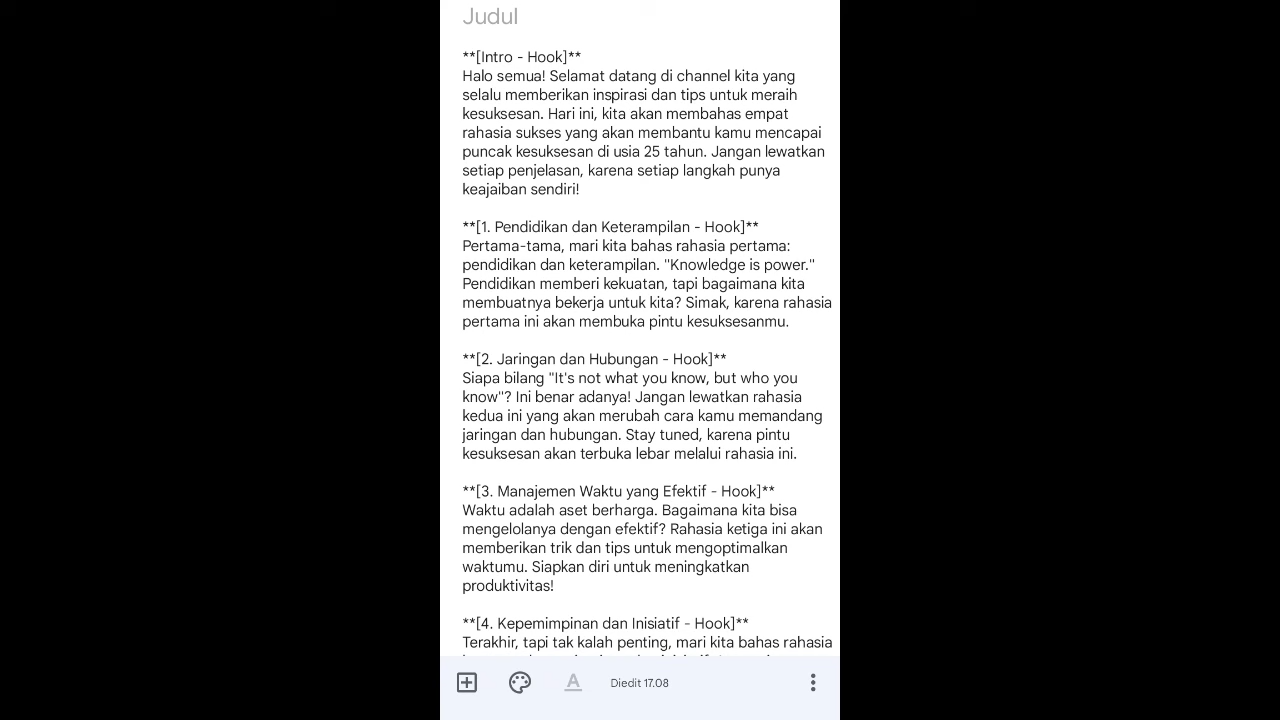 Judul
**[Intro - Hook]**
Halo semua! Selamat datang di channel kita yang
selalu memberikan inspirasi dan tips untuk meraih
kesuksesan. Hari ini, kita akan membahas empat
rahasia sukses yang akan membantu kamu mencapai
puncak kesuksesan di usia 25 tahun. Jangan lewatkan
setiap penjelasan, karena setiap langkah punya
keajaiban sendiri!
**[1. Pendidikan dan Keterampilan - Hook]**
Pertama-tama, mari kita bahas rahasia pertama:
pendidikan dan keterampilan. "Knowledge is power."
Pendidikan memberi kekuatan, tapi bagaimana kita
membuatnya bekerja untuk kita? Simak, karena rahasia
pertama ini akan membuka pintu kesuksesanmu.
**[2. Jaringan dan Hubungan - Hook]**
Siapa bilang "It's not what you know, but who you
know"? Ini benar adanya! Jangan lewatkan rahasia
kedua ini yang akan merubah cara kamu memandang
jaringan dan hubungan. Stay tuned, karena pintu
kesuksesan akan terbuka lebar melalui rahasia ini.
**[3. Manajemen Waktu yang Efektif - Hook]**
Waktu adalah aset berharga. Bagaimana kita bisa
mengelolanya dengan efektif? Rahasia ketiga ini akan
memberikan trik dan tips untuk mengoptimalkan
waktumu. Siapkan diri untuk meningkatkan
produktivitas!
**[4. Kepemimpinan dan Inisiatif - Hook]**
Terakhir, tapi tak kalah penting, mari kita bahas rahasia
A
Diedit 17.08